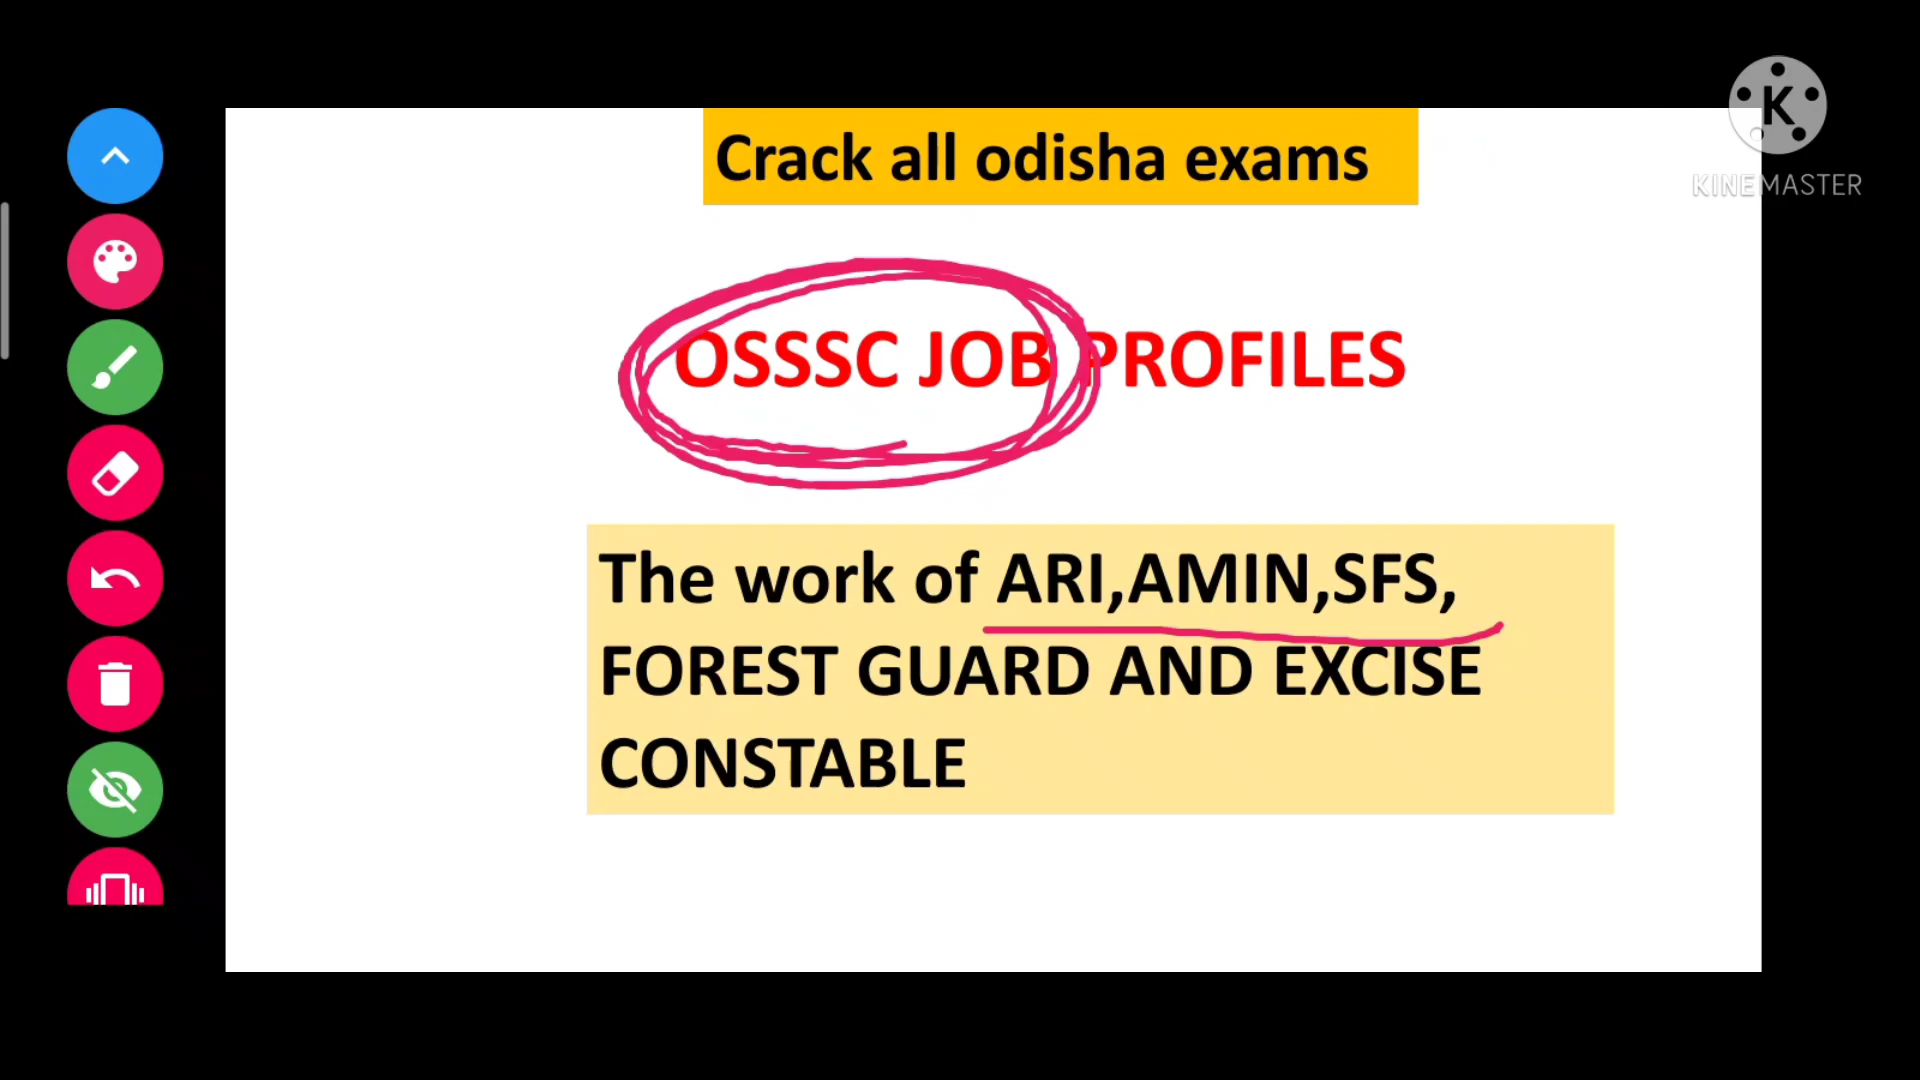 Crack all odisha exams
K
KINEMASTER
OSSSC JOB PROFILES
The work of ARI,AMIN,SFS,
FOREST GUARD AND EXCISE
CONSTABLE